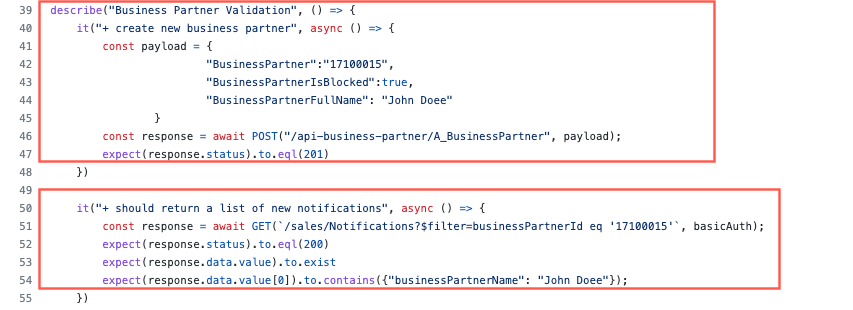 39 describe("Business Partner Validation", () => {
40 it("+ create new business partner", async () => {
41 const payload = {
42 "BusinessPartner":"17100015",
43 "BusinessPartnerIsBlocked":true,
44 "BusinessPartnerFullName": "John Doee"
45 }
46 const response = await POST("/api-business-partner/A_BusinessPartner", payload);
47 expect(response.status).to.eql(201)
48 })
49
50 it("+ should return a list of new notifications", async () => {
51 const response = await GET(`/sales/Notifications?$filter=businessPartnerId eq '17100015'`, basicAuth);
52 expect(response.status).to.eql(200)
53 expect(response.data.value).to.exist
54 expect(response.data.value[0]).to.contains({"businessPartnerName": "John Doee"});
55 })